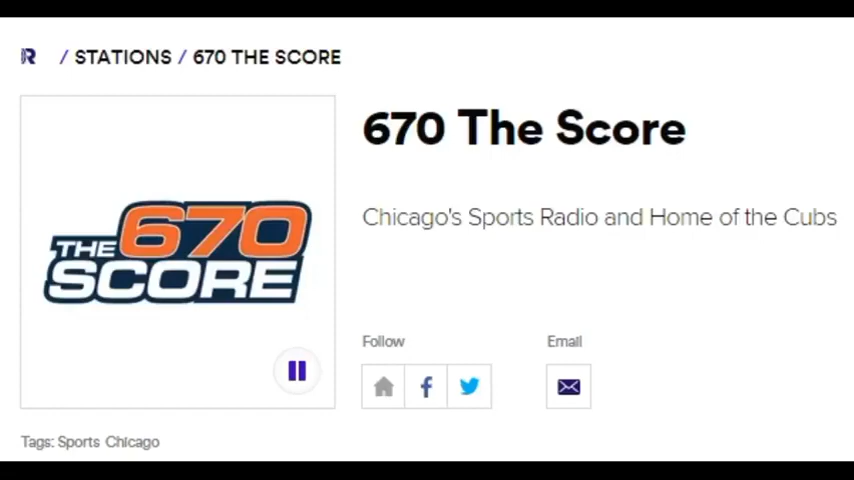 R / STATIONS / 670 THE SCORE
670 The Score
Chicago's Sports Radio and Home of the Cubs
THE 670
SCORE
Follow
Email
Tags: Sports Chicago